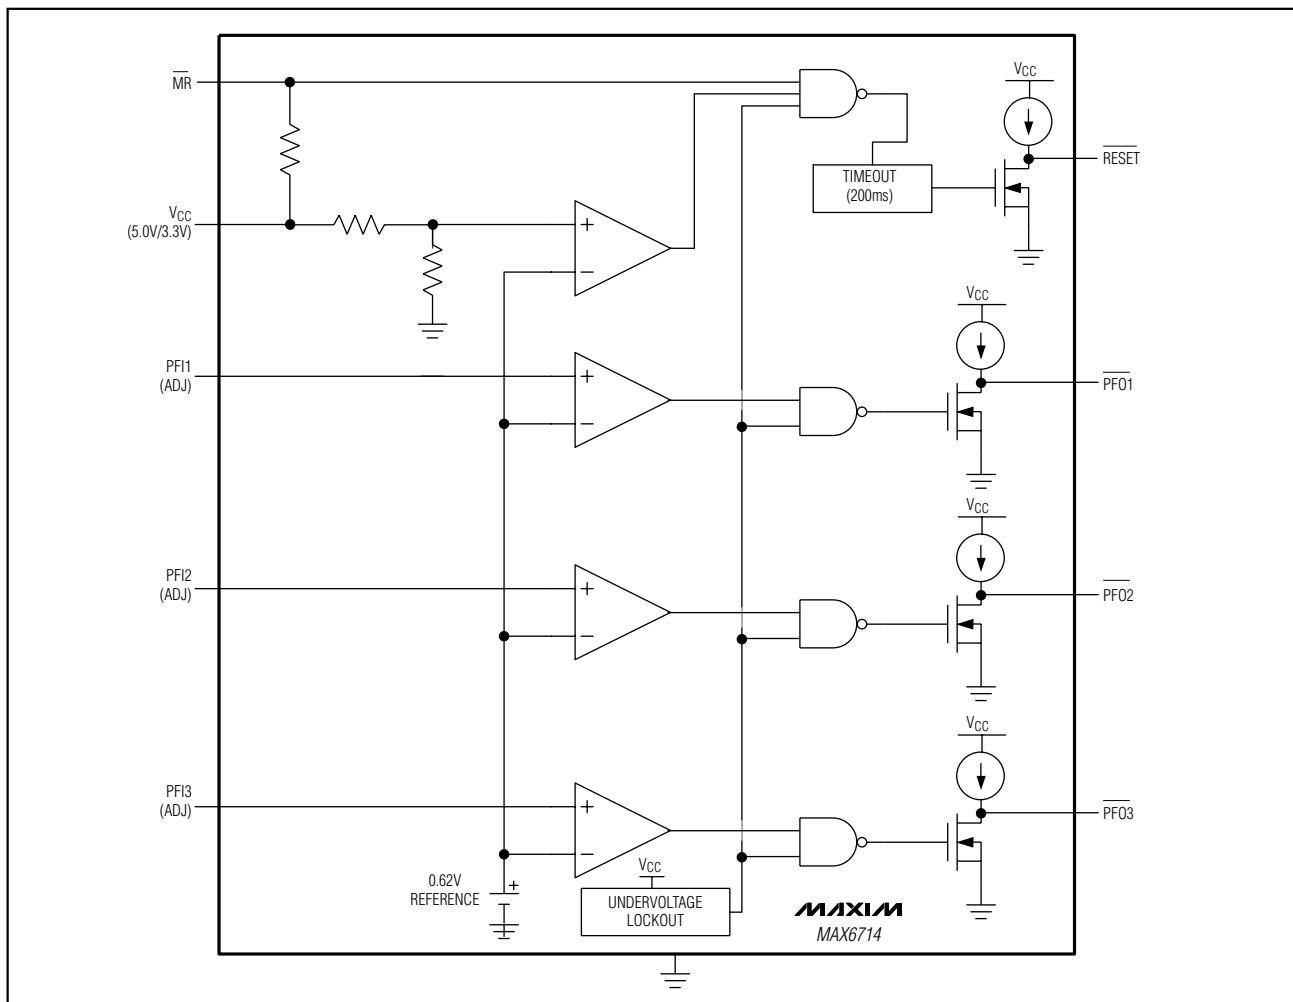 MR
VCC
RESET
TIMEOUT
(200ms)
VCC
(5.0V/3.3V)
+
−
VCC
PFI1
(ADJ)
+
−
PFO1
VCC
PFI2
(ADJ)
+
−
PFO2
VCC
PFI3
(ADJ)
+
−
PFO3
0.62V
REFERENCE
+
VCC
UNDERVOLTAGE
LOCKOUT
MAXIM
MAX6714